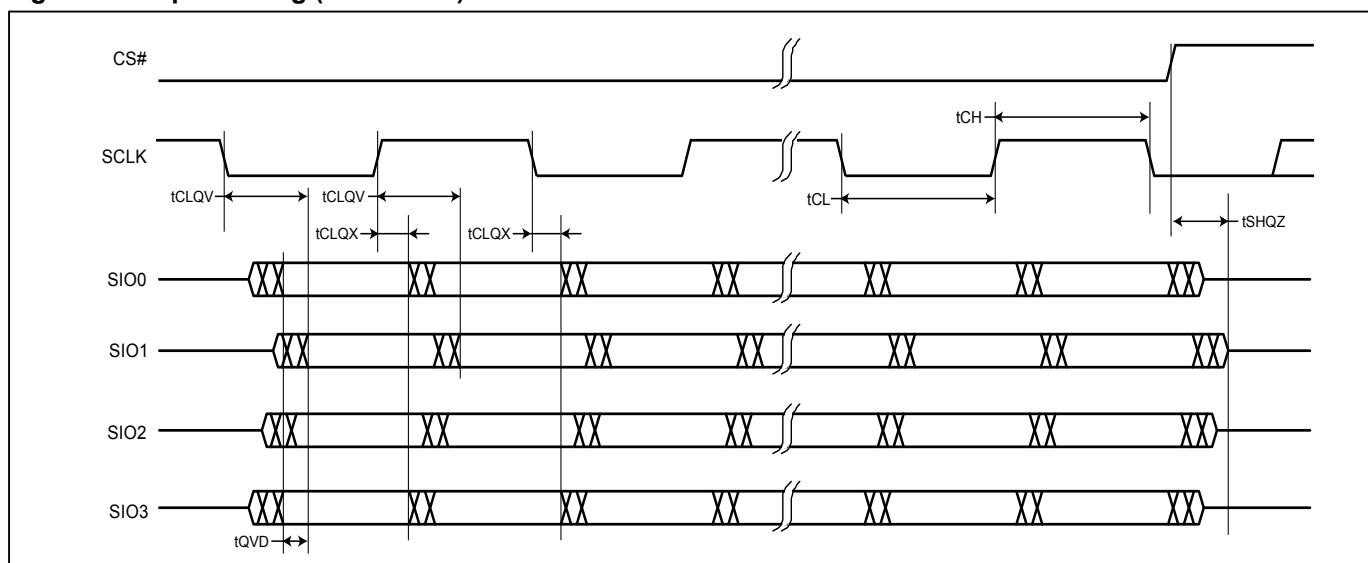 CS#
tCH
SCLK
tCLQV
tCLQV
tCL
tSHQZ
tCLQX
tCLQX
SIO0
SIO1
SIO2
SIO3
tQVD